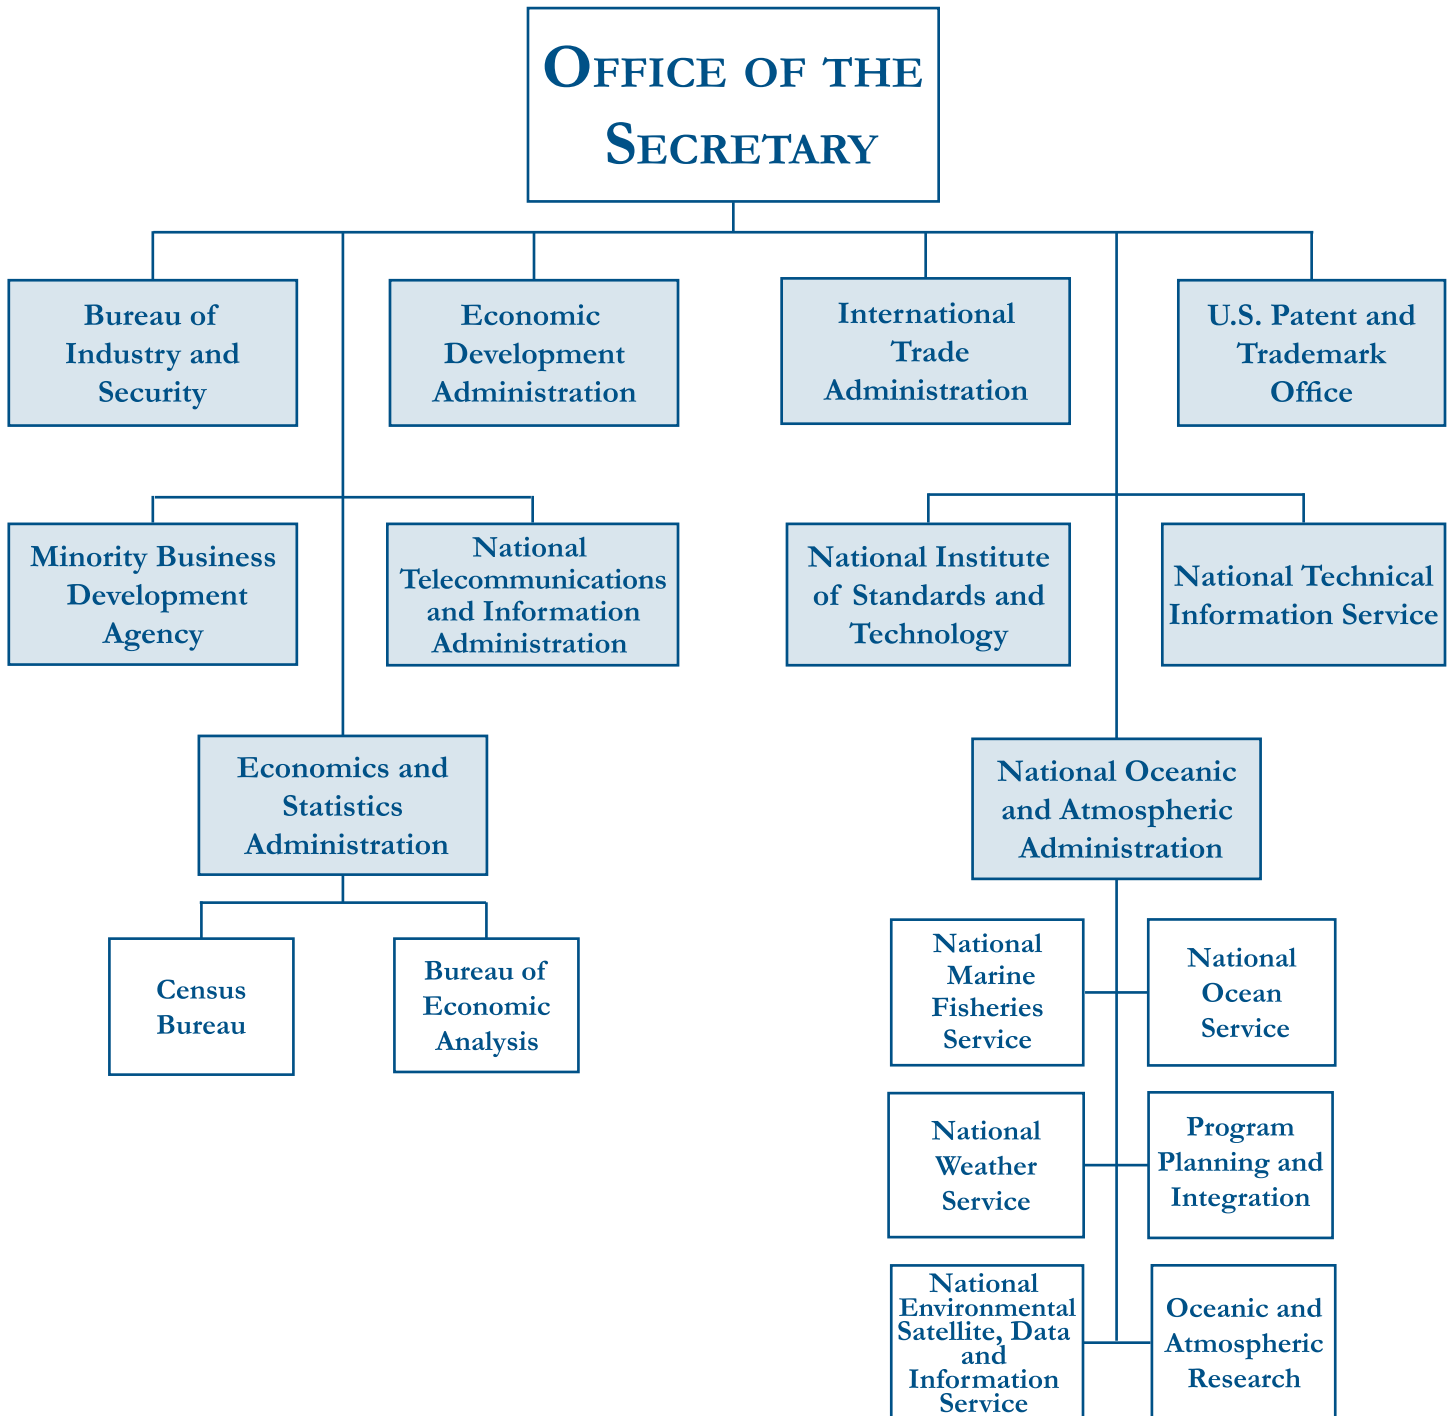 OFFICE OF THE
SECRETARY
Bureau of
Industry and
Security
Economic
Development
Administration
International
Trade
Administration
U.S. Patent and
Trademark
Office
Minority Business
Development
Agency
National
Telecommunications
and Information
Administration
National Institute
of Standards and
Technology
National Technical
Information Service
Economics and
Statistics
Administration
National Oceanic
and Atmospheric
Administration
Census
Bureau
Bureau of
Economic
Analysis
National
Marine
Fisheries
Service
National
Ocean
Service
National
Weather
Service
Program
Planning and
Integration
National
Environmental
Satellite, Data
and
Information
Service
Oceanic and
Atmospheric
Research